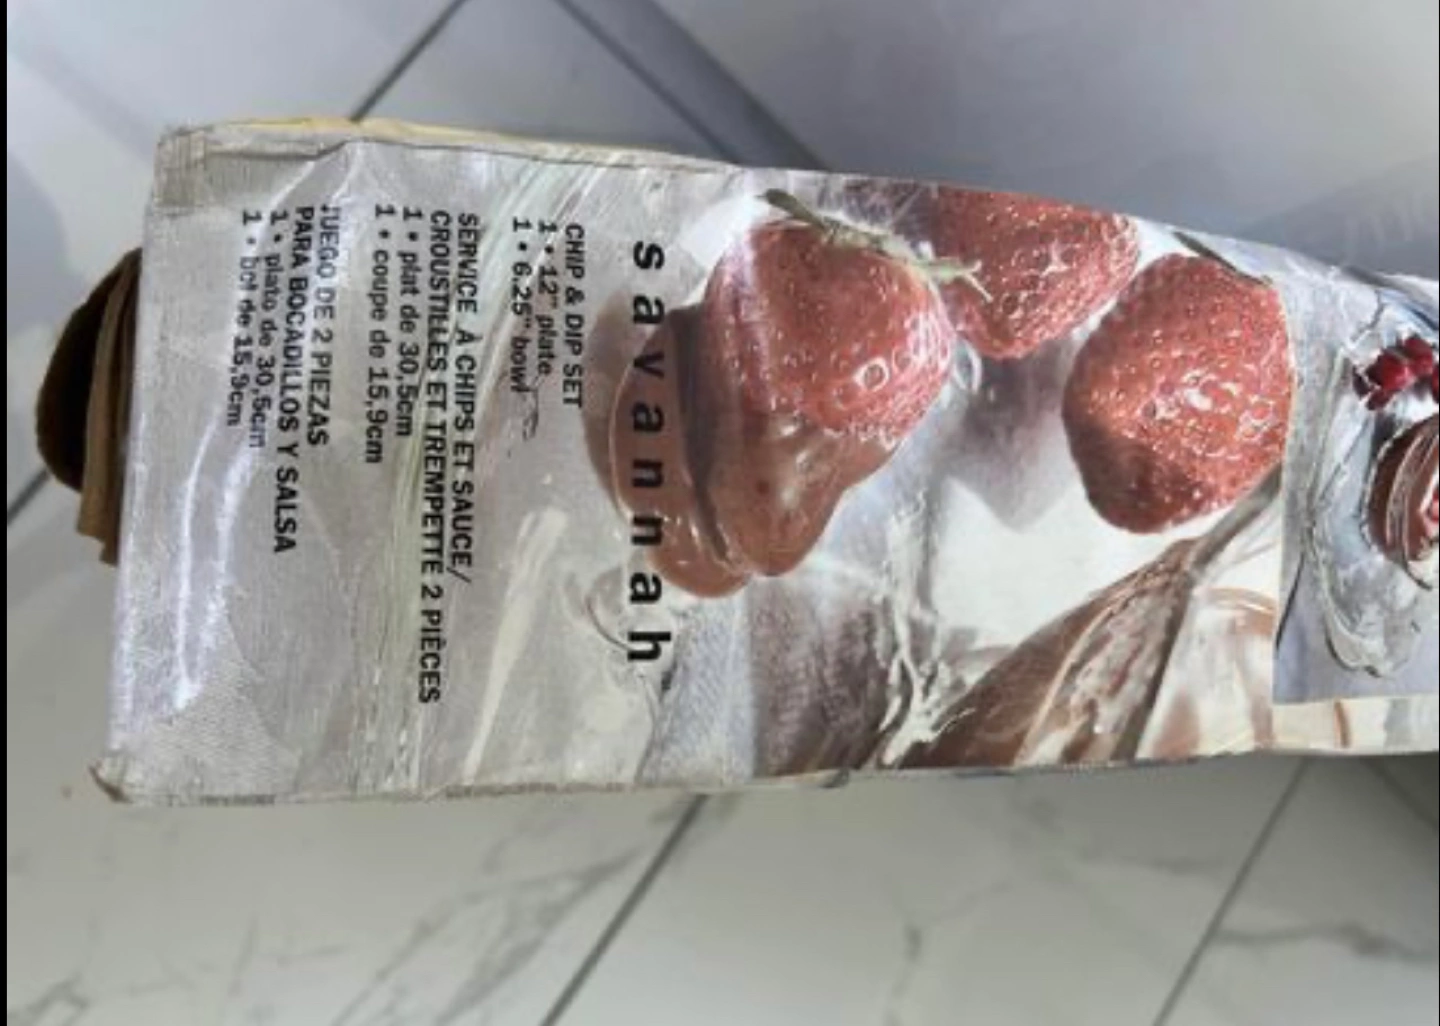 savannah
CHIP & DIP SET
1 • 12" plate
1 • 6.25" bowl
SERVICE À CHIPS ET SAUCE/
CROUSTILLES ET TREMPETTE 2 PIÈCES
1 • plat de 30,5cm
1 • coupe de 15,9cm
JUEGO DE 2 PIEZAS
PARA BOCADILLOS Y SALSA
1 • plato de 30,5cm
1 • bol de 15,9cm